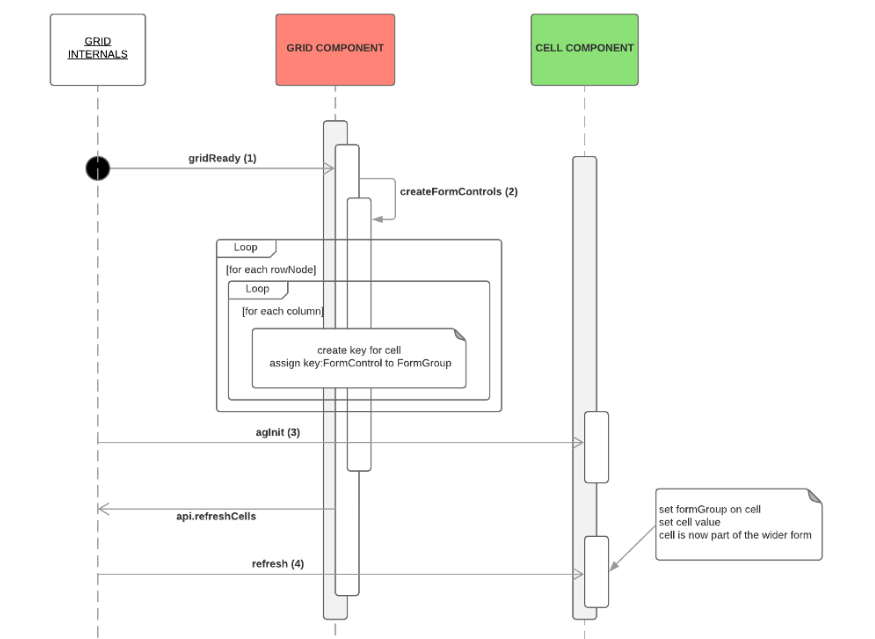 GRID
INTERNALS
GRID COMPONENT
CELL COMPONENT
gridReady (1)
createFormControls (2)
Loop
[for each rowNode]
Loop
[for each column]
create key for cell
assign key:FormControl to FormGroup
agInit (3)
api.refreshCells
set formGroup on cell
set cell value
cell is now part of the wider form
refresh (4)